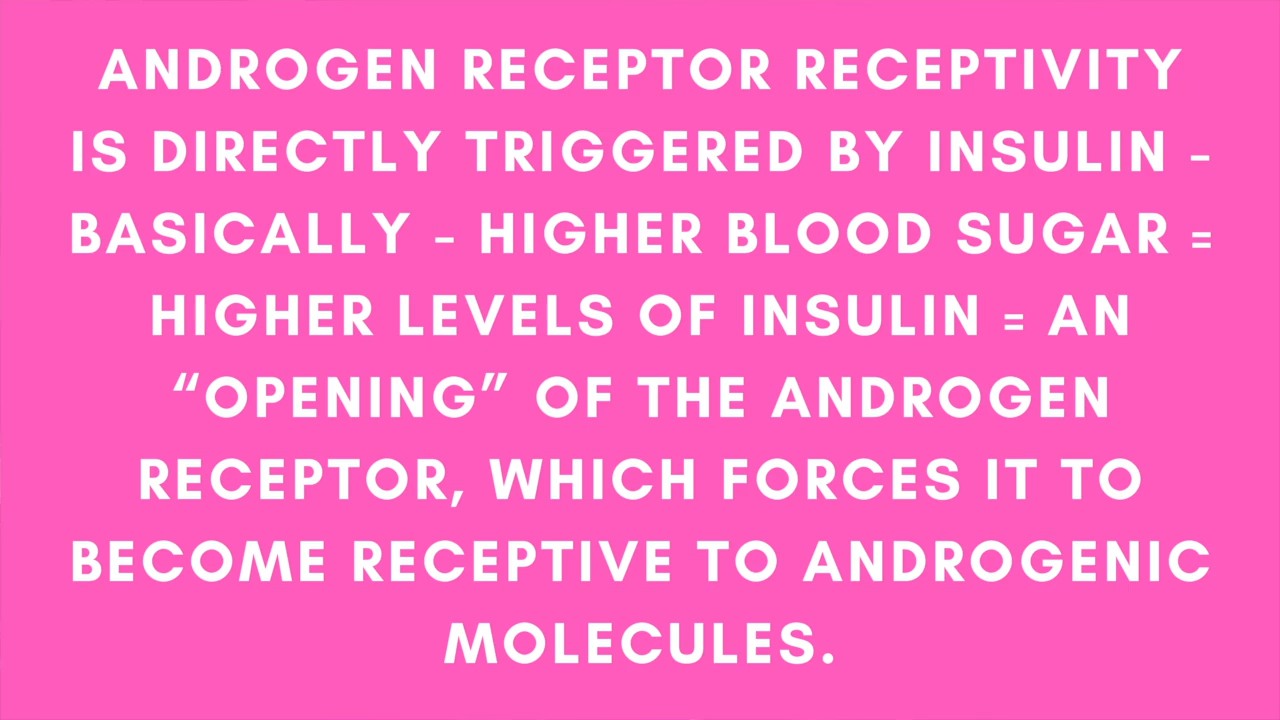 ANDROGEN RECEPTOR RECEPTIVITY
IS DIRECTLY TRIGGERED BY INSULIN -
BASICALLY - HIGHER BLOOD SUGAR =
HIGHER LEVELS OF INSULIN = AN
“OPENING” OF THE ANDROGEN
RECEPTOR, WHICH FORCES IT TO
BECOME RECEPTIVE TO ANDROGENIC
MOLECULES.